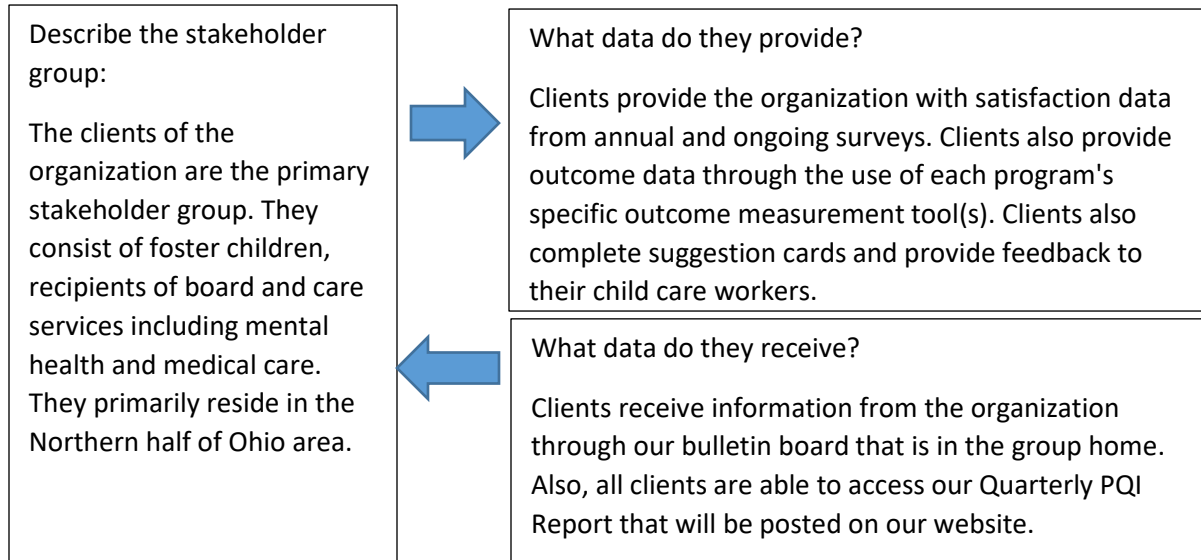 Describe the stakeholder
group:
The clients of the
organization are the primary
stakeholder group. They
consist of foster children,
recipients of board and care
services including mental
health and medical care.
They primarily reside in the
Northern half of Ohio area.
What data do they provide?
Clients provide the organization with satisfaction data
from annual and ongoing surveys. Clients also provide
outcome data through the use of each program's
specific outcome measurement tool(s). Clients also
complete suggestion cards and provide feedback to
their child care workers.
What data do they receive?
Clients receive information from the organization
through our bulletin board that is in the group home.
Also, all clients are able to access our Quarterly PQI
Report that will be posted on our website.